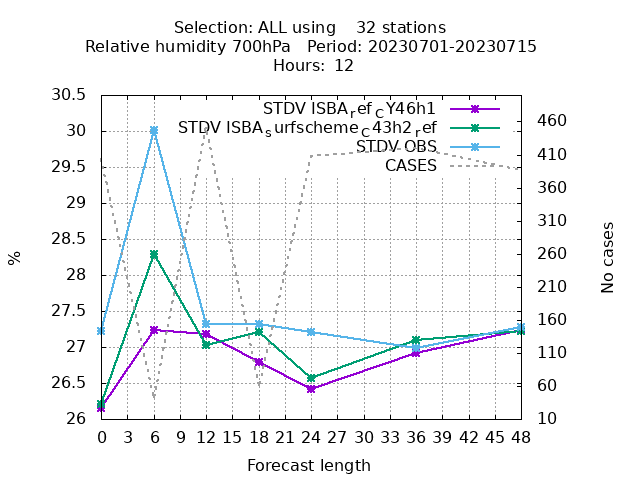 Selection: ALL using    32 stations
Relative humidity 700hPa   Period: 20230701-20230715
Hours:  12
STDV ISBA_ref_CY46h1
STDV ISBA_surfscheme_C43h2_ref
STDV OBS
CASES
30.5
30
29.5
29
28.5
28
27.5
27
26.5
26
%
460
410
360
310
260
210
160
110
60
10
No cases
0 3 6 9 12 15 18 21 24 27 30 33 36 39 42 45 48
Forecast length